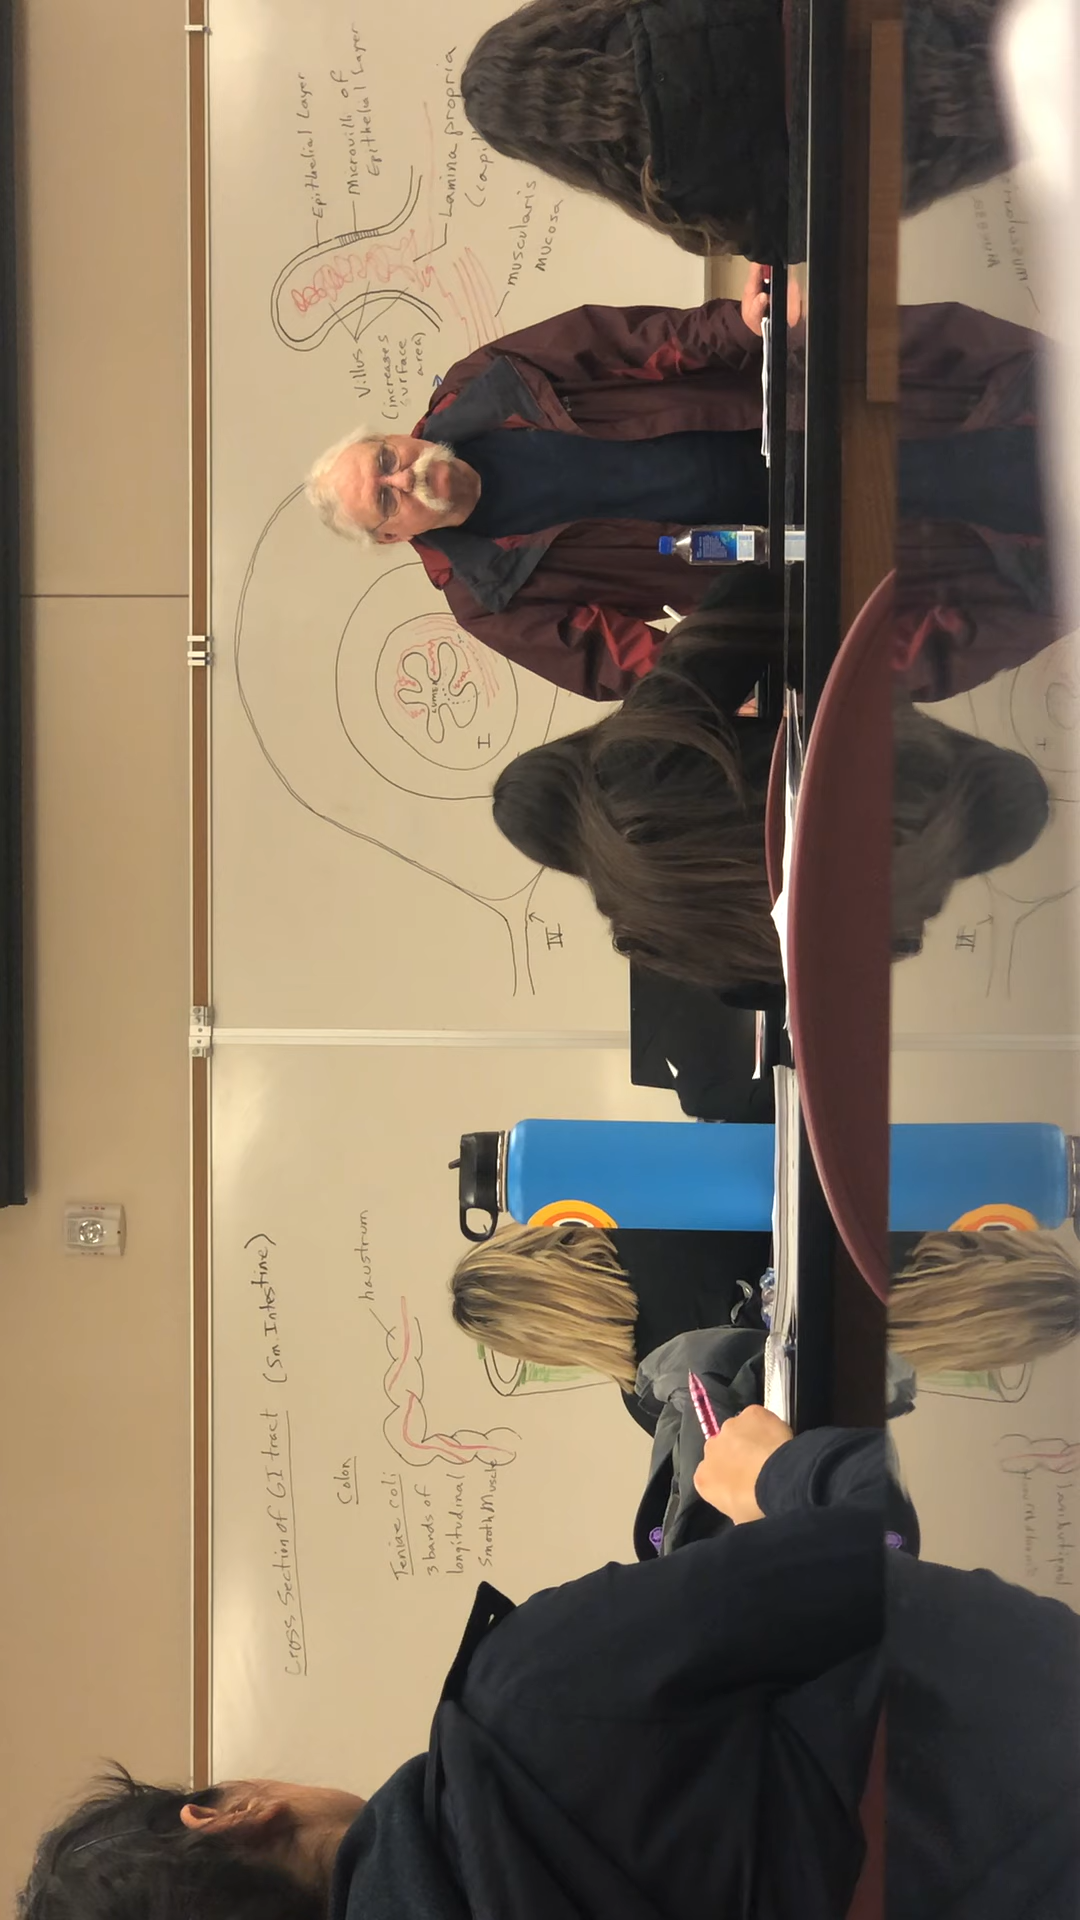 Cross Section of GI tract (Sm. Intestine)
Colon
haustrum
Teniae coli
3 bands of
longitudinal
Smooth Muscle
LUMEN
I
IV
Epithelial Layer
Microvilli of
Epithelial Layer
Villus
(increases
surface
area)
Lamina propria
muscularis
mucosa